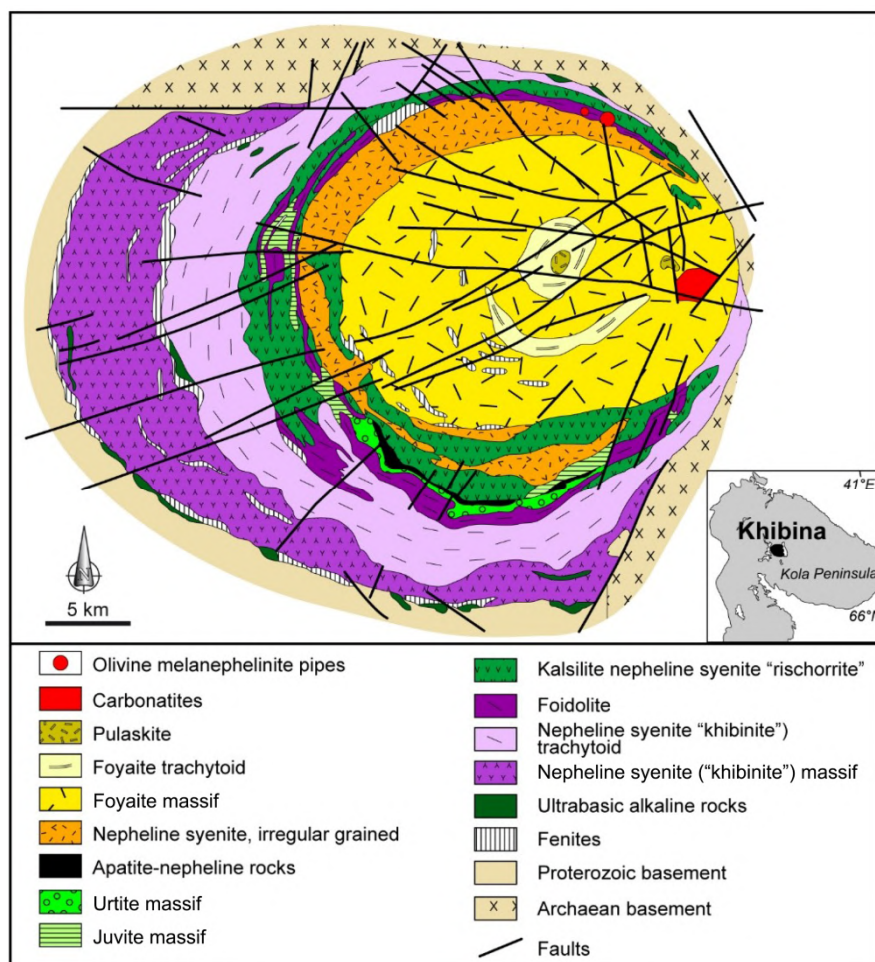 N
5 km
41°E
Khibina
Kola Peninsula
66°N
Olivine melanephelinite pipes
Carbonatites
Pulaskite
Foyaite trachytoid
Foyaite massif
Nepheline syenite, irregular grained
Apatite-nepheline rocks
Urtite massif
Juvite massif
Kalsilite nepheline syenite “rischorrite”
Foidolite
Nepheline syenite “khibinite”)
trachytoid
Nepheline syenite (“khibinite”) massif
Ultrabasic alkaline rocks
Fenites
Proterozoic basement
Archaean basement
Faults